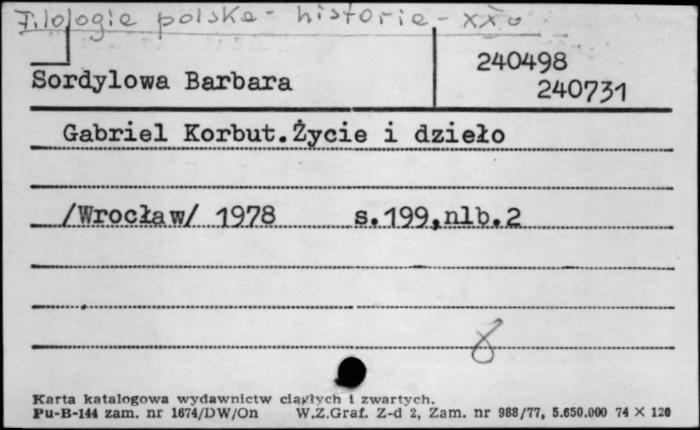 Filologia polska - historia - XX w
Sordylowa Barbara
240498
240731
Gabriel Korbut.Życie i dzieło
/Wrocław/ 1978 s.199,nlb.2
8
Karta katalogowa wydawnictw ciągłych i zwartych.
Pu-B-144 zam. nr 1674/DW/On W.Z.Graf. Z-d 2, Zam. nr 988/77, 5.650.000 74 X 120